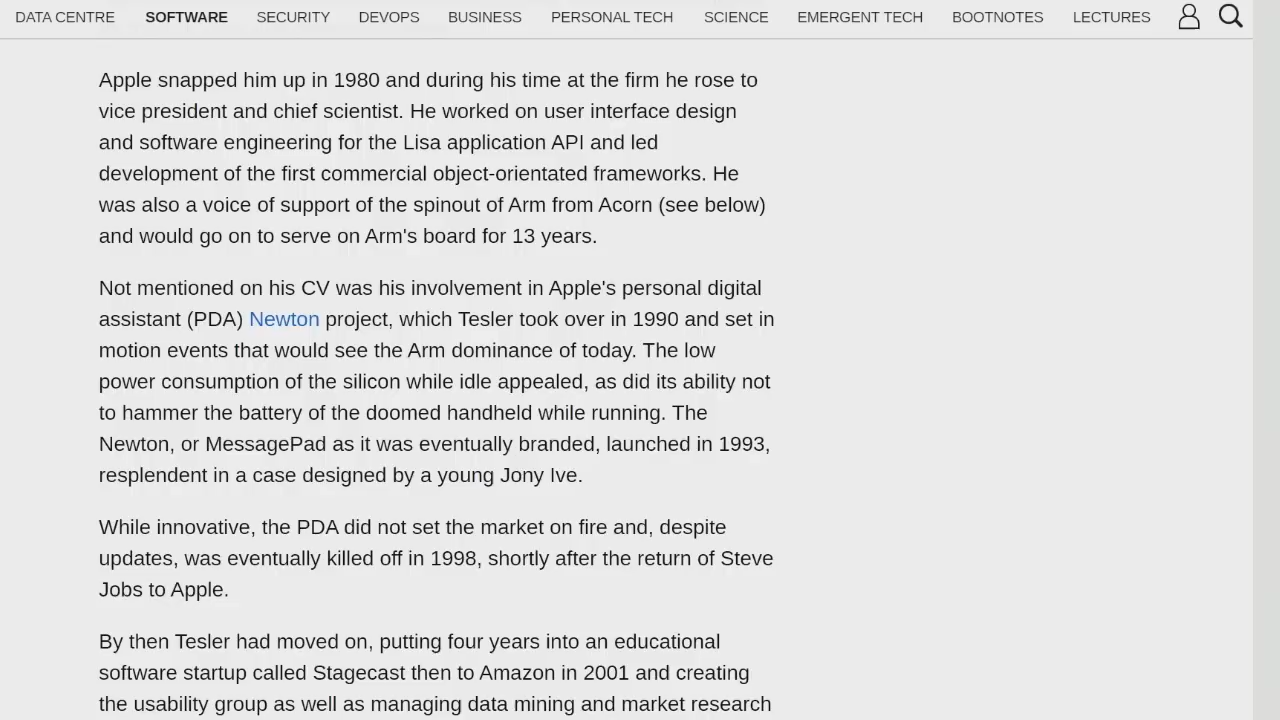 DATA CENTRE SOFTWARE SECURITY DEVOPS BUSINESS PERSONAL TECH SCIENCE EMERGENT TECH BOOTNOTES LECTURES
Apple snapped him up in 1980 and during his time at the firm he rose to
vice president and chief scientist. He worked on user interface design
and software engineering for the Lisa application API and led
development of the first commercial object-orientated frameworks. He
was also a voice of support of the spinout of Arm from Acorn (see below)
and would go on to serve on Arm's board for 13 years.
Not mentioned on his CV was his involvement in Apple's personal digital
assistant (PDA) Newton project, which Tesler took over in 1990 and set in
motion events that would see the Arm dominance of today. The low
power consumption of the silicon while idle appealed, as did its ability not
to hammer the battery of the doomed handheld while running. The
Newton, or MessagePad as it was eventually branded, launched in 1993,
resplendent in a case designed by a young Jony Ive.
While innovative, the PDA did not set the market on fire and, despite
updates, was eventually killed off in 1998, shortly after the return of Steve
Jobs to Apple.
By then Tesler had moved on, putting four years into an educational
software startup called Stagecast then to Amazon in 2001 and creating
the usability group as well as managing data mining and market research